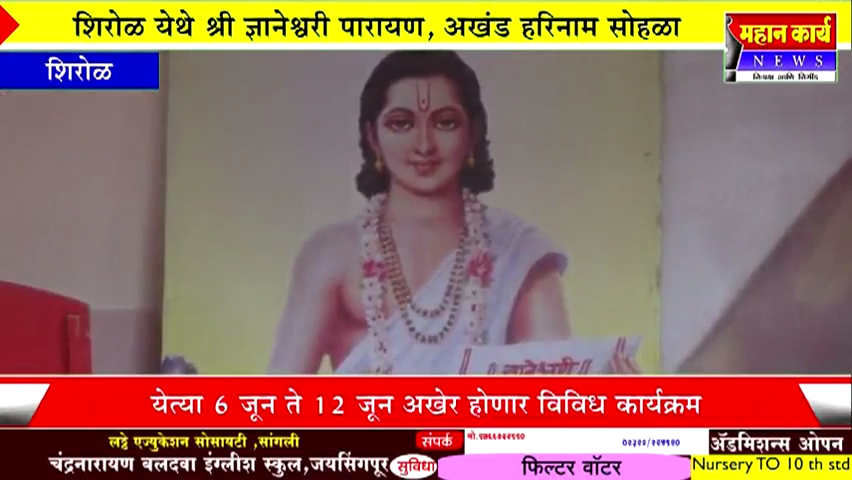 शिरोळ येथे श्री ज्ञानेश्वरी पारायण, अखंड हरिनाम सोहळा
महान कार्य
NEWS
शिरोळ
॥ ज्ञानेश्वरी ॥
येत्या 6 जून ते 12 जून अखेर होणार विविध कार्यक्रम
लठ्ठे एज्युकेशन सोसायटी ,सांगली
संपर्क
ॲडमिशन्स ओपन
चंद्रनारायण बलदवा इंग्लीश स्कुल,जयसिंगपूर
सुविधा
फिल्टर वॉटर
Nursery TO 10 th std